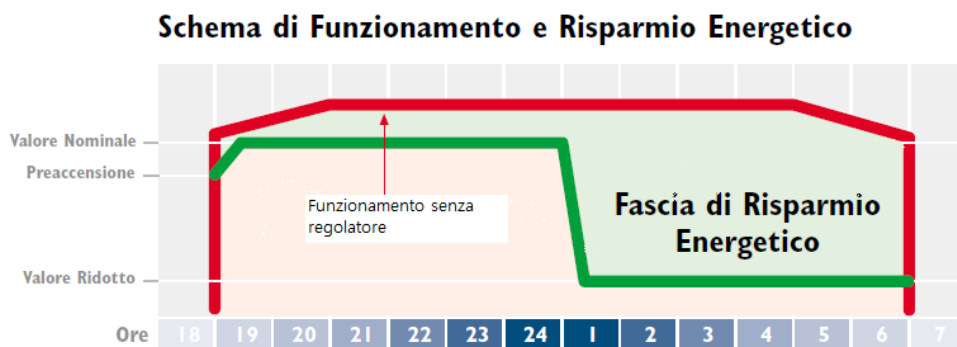 Schema di Funzionamento e Risparmio Energetico
Valore Nominale
Preaccensione
Funzionamento senza
regolatore
Fascia di Risparmio
Energetico
Valore Ridotto
Ore 18 19 20 21 22 23 24 1 2 3 4 5 6 7